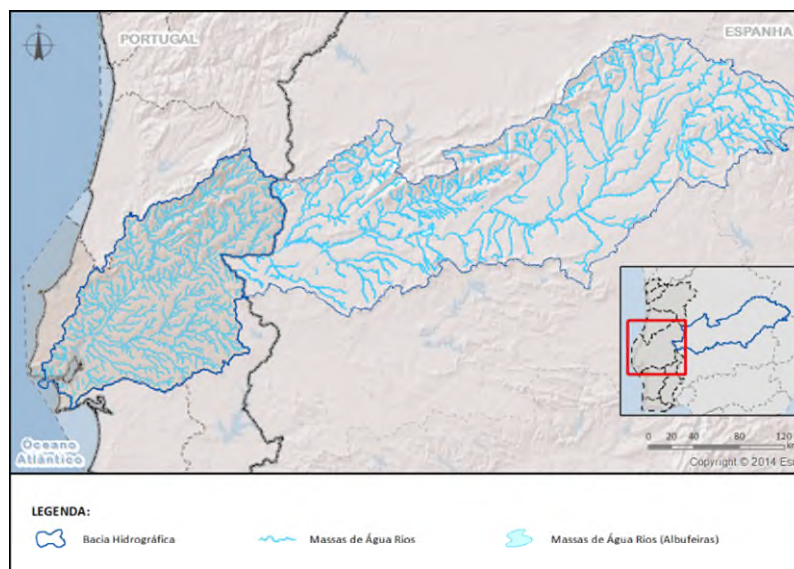 N
PORTUGAL
ESPANHA
Oceano
Atlântico
0 20 40 80 120
km
Copyright © 2014 Es
LEGENDA:
Bacia Hidrográfica
Massas de Água Rios
Massas de Água Rios (Albufeiras)